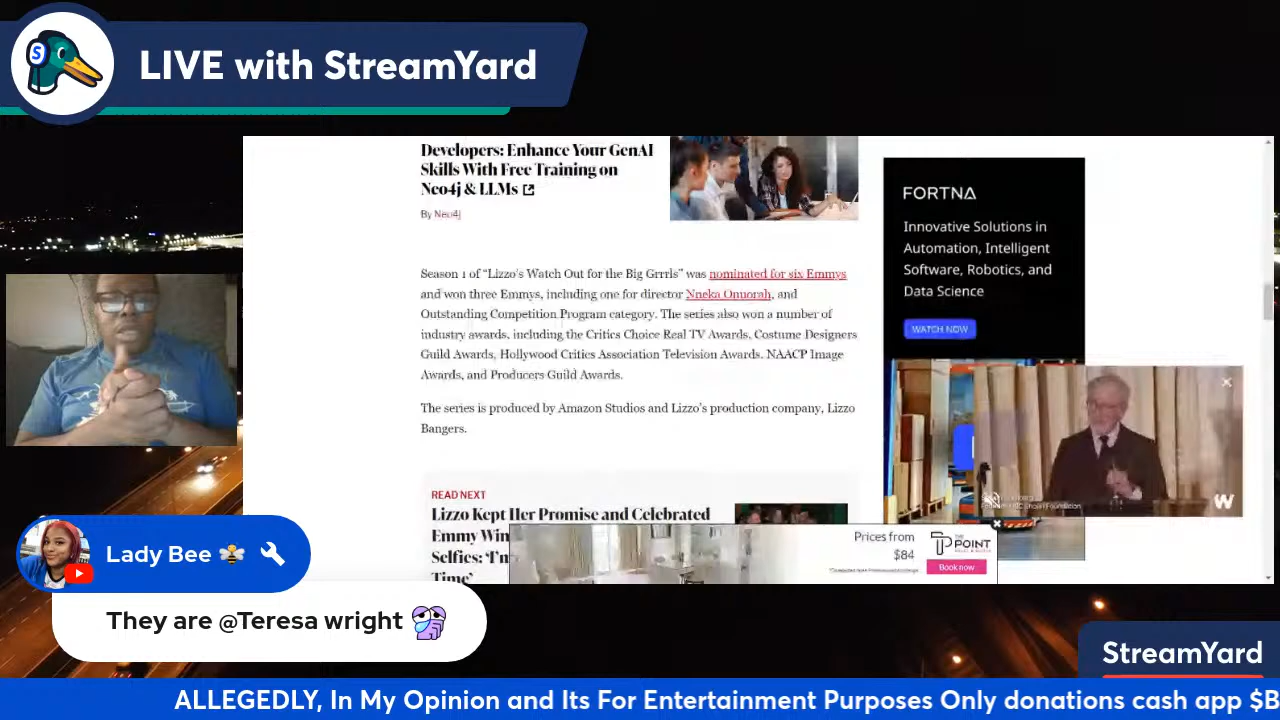 S
LIVE with StreamYard
Developers: Enhance Your GenAI
Skills With Free Training on
Neo4j & LLMs
By Neo4j
FORTNA
Innovative Solutions in
Automation, Intelligent
Software, Robotics, and
Data Science
WATCH NOW
Season 1 of “Lizzo’s Watch Out for the Big Grrrls” was nominated for six Emmys
and won three Emmys, including one for director Nneka Onuorah, and
Outstanding Competition Program category. The series also won a number of
industry awards, including the Critics Choice Real TV Awards, Costume Designers
Guild Awards, Hollywood Critics Association Television Awards. NAACP Image
Awards, and Producers Guild Awards.
The series is produced by Amazon Studios and Lizzo’s production company, Lizzo
Bangers.
READ NEXT
Lizzo Kept Her Promise and Celebrated
Emmy Win
Selfies:
Time’
W
Prices from
$84
THE
POINT
Book now
Lady Bee
They are @Teresa wright
StreamYard
ALLEGEDLY, In My Opinion and Its For Entertainment Purposes Only donations cash app $B